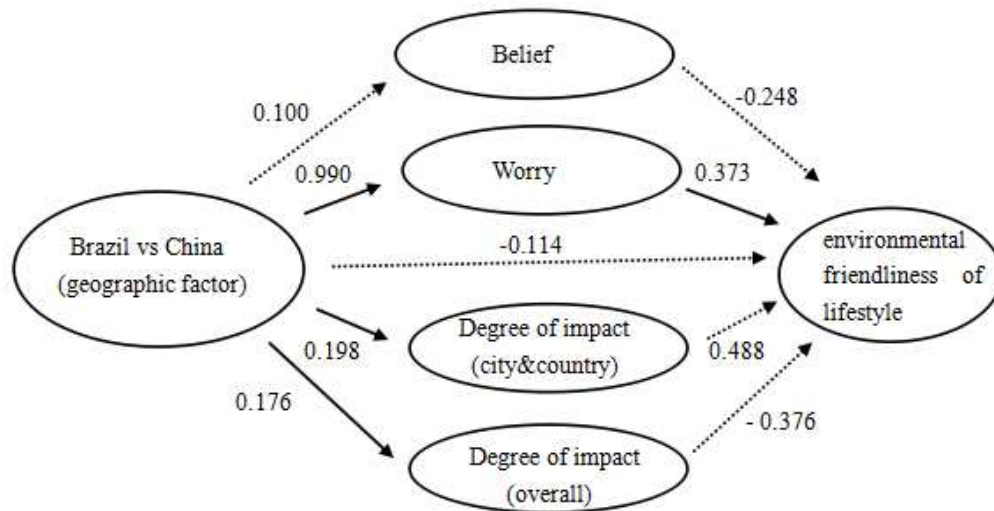 Belief
-0.248
0.100
Worry
0.990
0.373
Brazil vs China
(geographic factor)
-0.114
environmental
friendliness of
lifestyle
Degree of impact
(city&country)
0.198
0.488
0.176
- 0.376
Degree of impact
(overall)